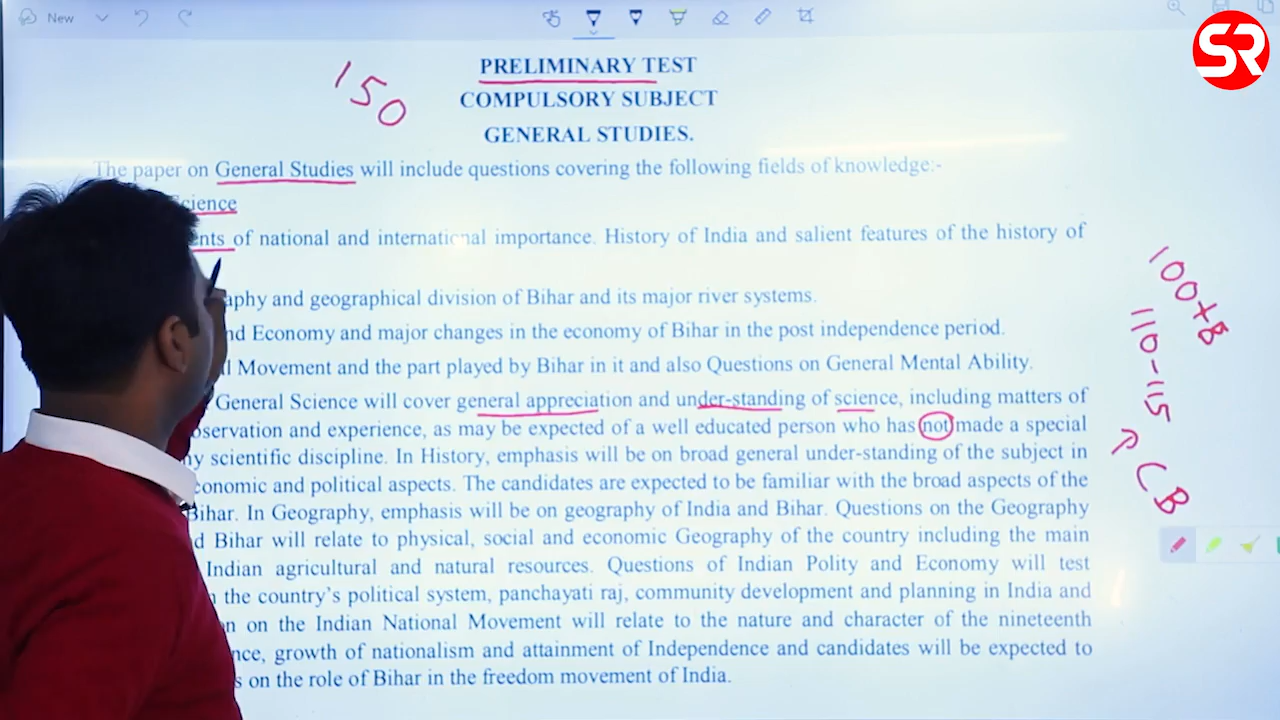 New
SR
150
PRELIMINARY TEST
COMPULSORY SUBJECT
GENERAL STUDIES.
The paper on General Studies will include questions covering the following fields of knowledge:-
cience
ents of national and international importance. History of India and salient features of the history of
aphy and geographical division of Bihar and its major river systems.
nd Economy and major changes in the economy of Bihar in the post independence period.
l Movement and the part played by Bihar in it and also Questions on General Mental Ability.
General Science will cover general appreciation and under-standing of science, including matters of
bservation and experience, as may be expected of a well educated person who has not made a special
ny scientific discipline. In History, emphasis will be on broad general under-standing of the subject in
conomic and political aspects. The candidates are expected to be familiar with the broad aspects of the
Bihar. In Geography, emphasis will be on geography of India and Bihar. Questions on the Geography
d Bihar will relate to physical, social and economic Geography of the country including the main
Indian agricultural and natural resources. Questions of Indian Polity and Economy will test
the country's political system, panchayati raj, community development and planning in India and
n on the Indian National Movement will relate to the nature and character of the nineteenth
nce, growth of nationalism and attainment of Independence and candidates will be expected to
s on the role of Bihar in the freedom movement of India.
100+8
110-115
CB